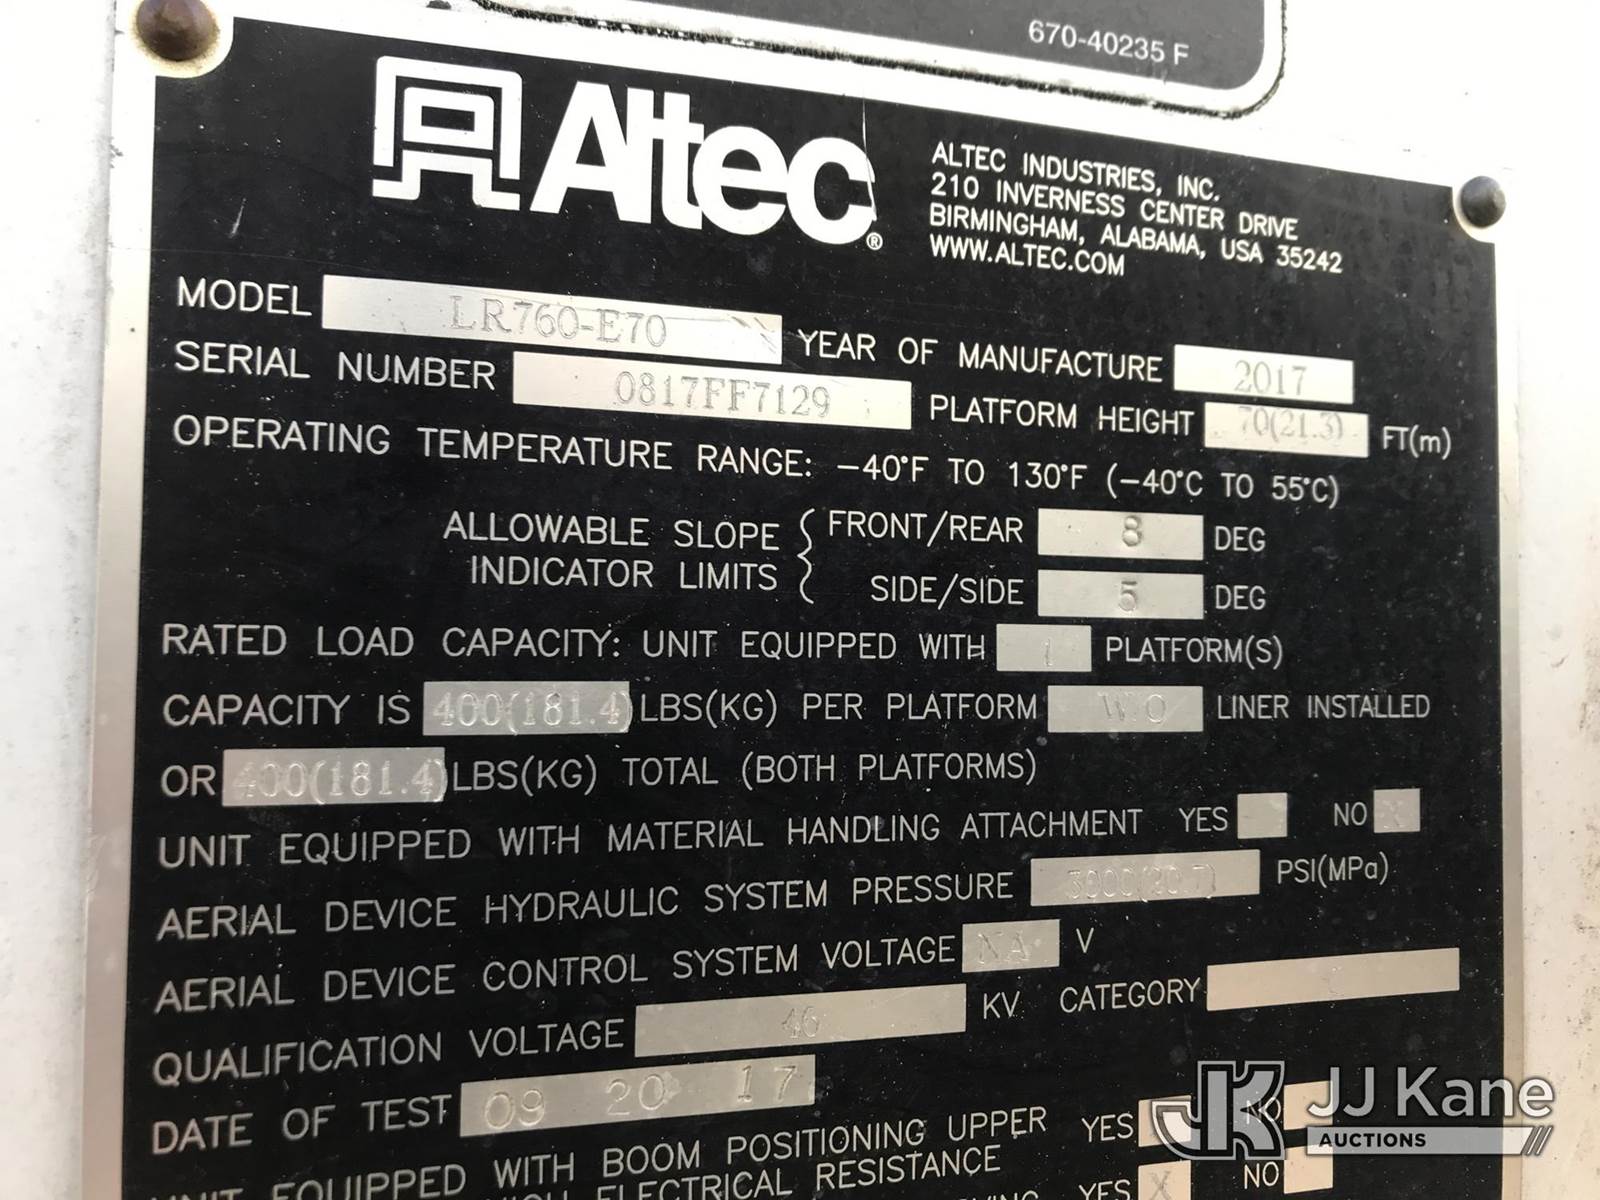 670-40235 F
Altec®
ALTEC INDUSTRIES, INC.
210 INVERNESS CENTER DRIVE
BIRMINGHAM, ALABAMA, USA 35242
WWW.ALTEC.COM
MODEL LR760-E70 YEAR OF MANUFACTURE 2017
SERIAL NUMBER 0817FF7129 PLATFORM HEIGHT 70(21.3) FT(m)
OPERATING TEMPERATURE RANGE: -40°F TO 130°F (-40°C TO 55°C)
ALLOWABLE SLOPE INDICATOR LIMITS { FRONT/REAR 8 DEG
SIDE/SIDE 5 DEG
RATED LOAD CAPACITY: UNIT EQUIPPED WITH 1 PLATFORM(S)
CAPACITY IS 400(181.4) LBS(KG) PER PLATFORM W/O LINER INSTALLED
OR 400(181.4) LBS(KG) TOTAL (BOTH PLATFORMS)
UNIT EQUIPPED WITH MATERIAL HANDLING ATTACHMENT YES NO X
AERIAL DEVICE HYDRAULIC SYSTEM PRESSURE 3000(20.7) PSI(MPa)
AERIAL DEVICE CONTROL SYSTEM VOLTAGE NA V
QUALIFICATION VOLTAGE 46 KV CATEGORY C
DATE OF TEST 09 20 17
UNIT EQUIPPED WITH BOOM POSITIONING UPPER YES NO
ELECTRICAL RESISTANCE YES X NO
JJ Kane
AUCTIONS